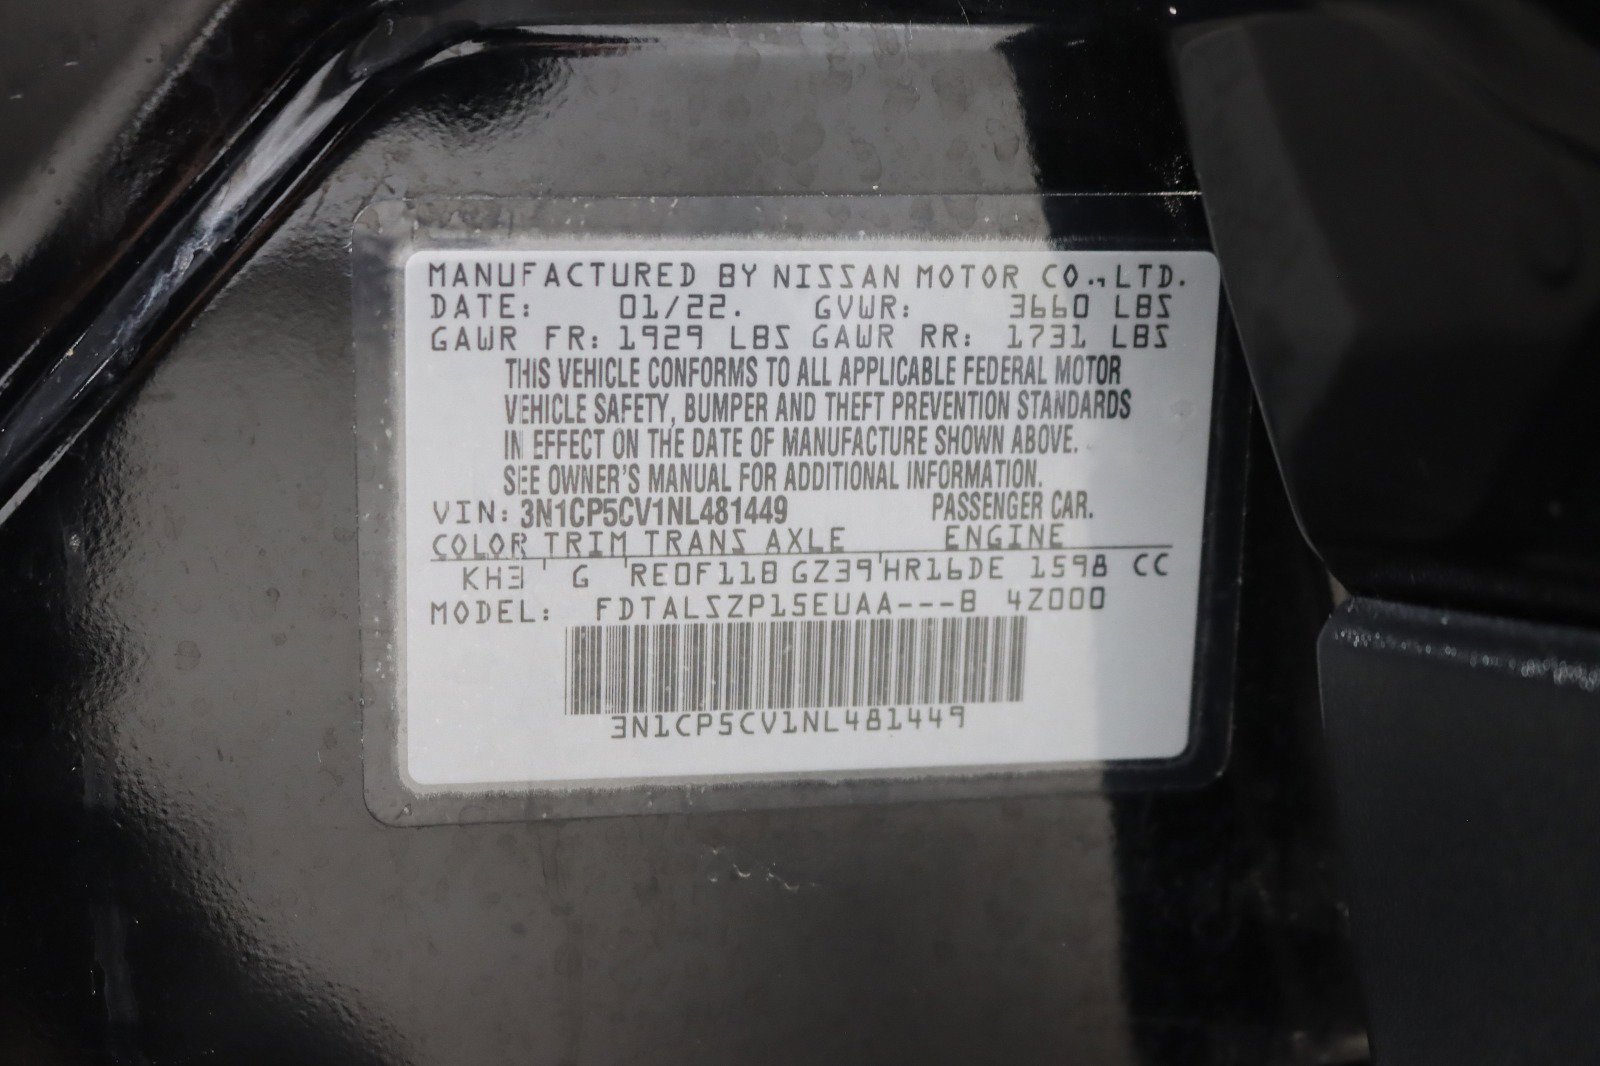 MANUFACTURED BY NISSAN MOTOR CO.,LTD.
DATE: 01/22. GVWR: 3660 LBS
GAWR FR: 1929 LBS GAWR RR: 1731 LBS
THIS VEHICLE CONFORMS TO ALL APPLICABLE FEDERAL MOTOR
VEHICLE SAFETY, BUMPER AND THEFT PREVENTION STANDARDS
IN EFFECT ON THE DATE OF MANUFACTURE SHOWN ABOVE.
SEE OWNER'S MANUAL FOR ADDITIONAL INFORMATION.
VIN: 3N1CP5CV1NL481449 PASSENGER CAR.
COLOR TRIM TRANS AXLE ENGINE
KH3 ' G 'RE0F11B GZ39'HR16DE 1598 CC
MODEL: FDTALSZP15EUAA---B 4Z000
3N1CP5CV1NL481449